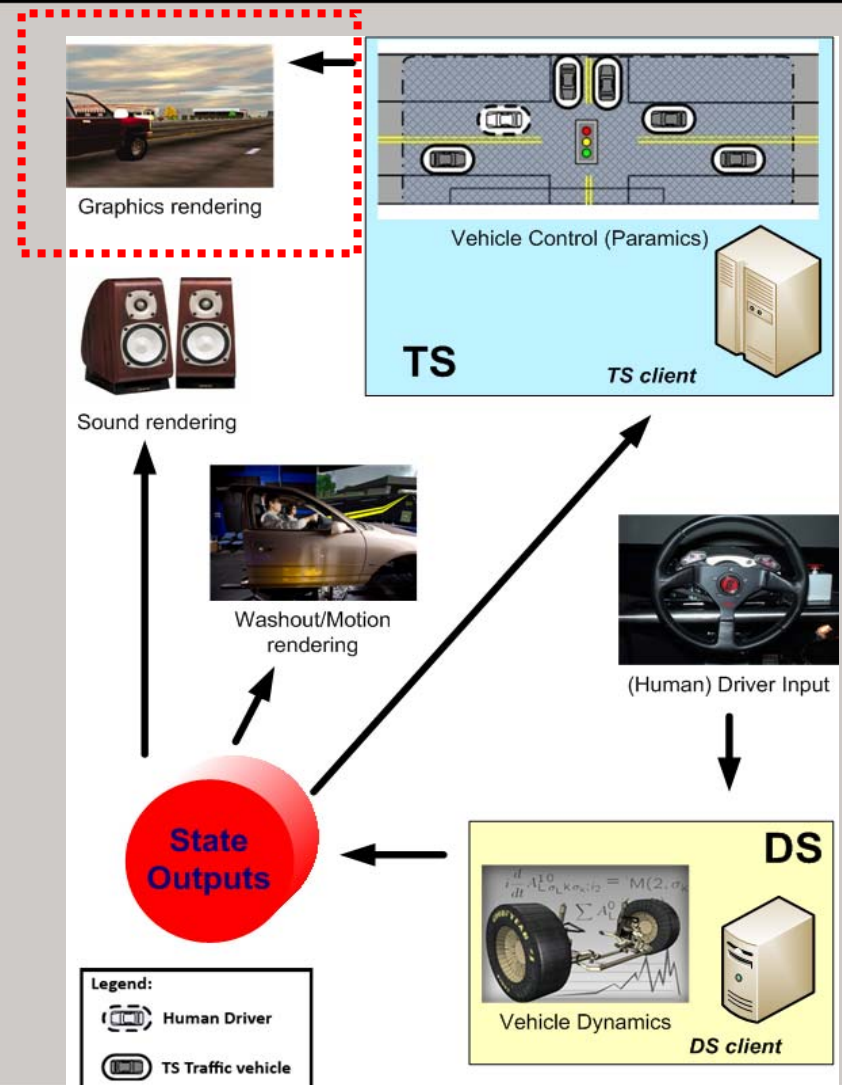 Graphics rendering
Vehicle Control (Paramics)
TS
TS client
Sound rendering
Washout/Motion
rendering
(Human) Driver Input
State
Outputs
DS
Vehicle Dynamics
DS client
Legend:
Human Driver
TS Traffic vehicle